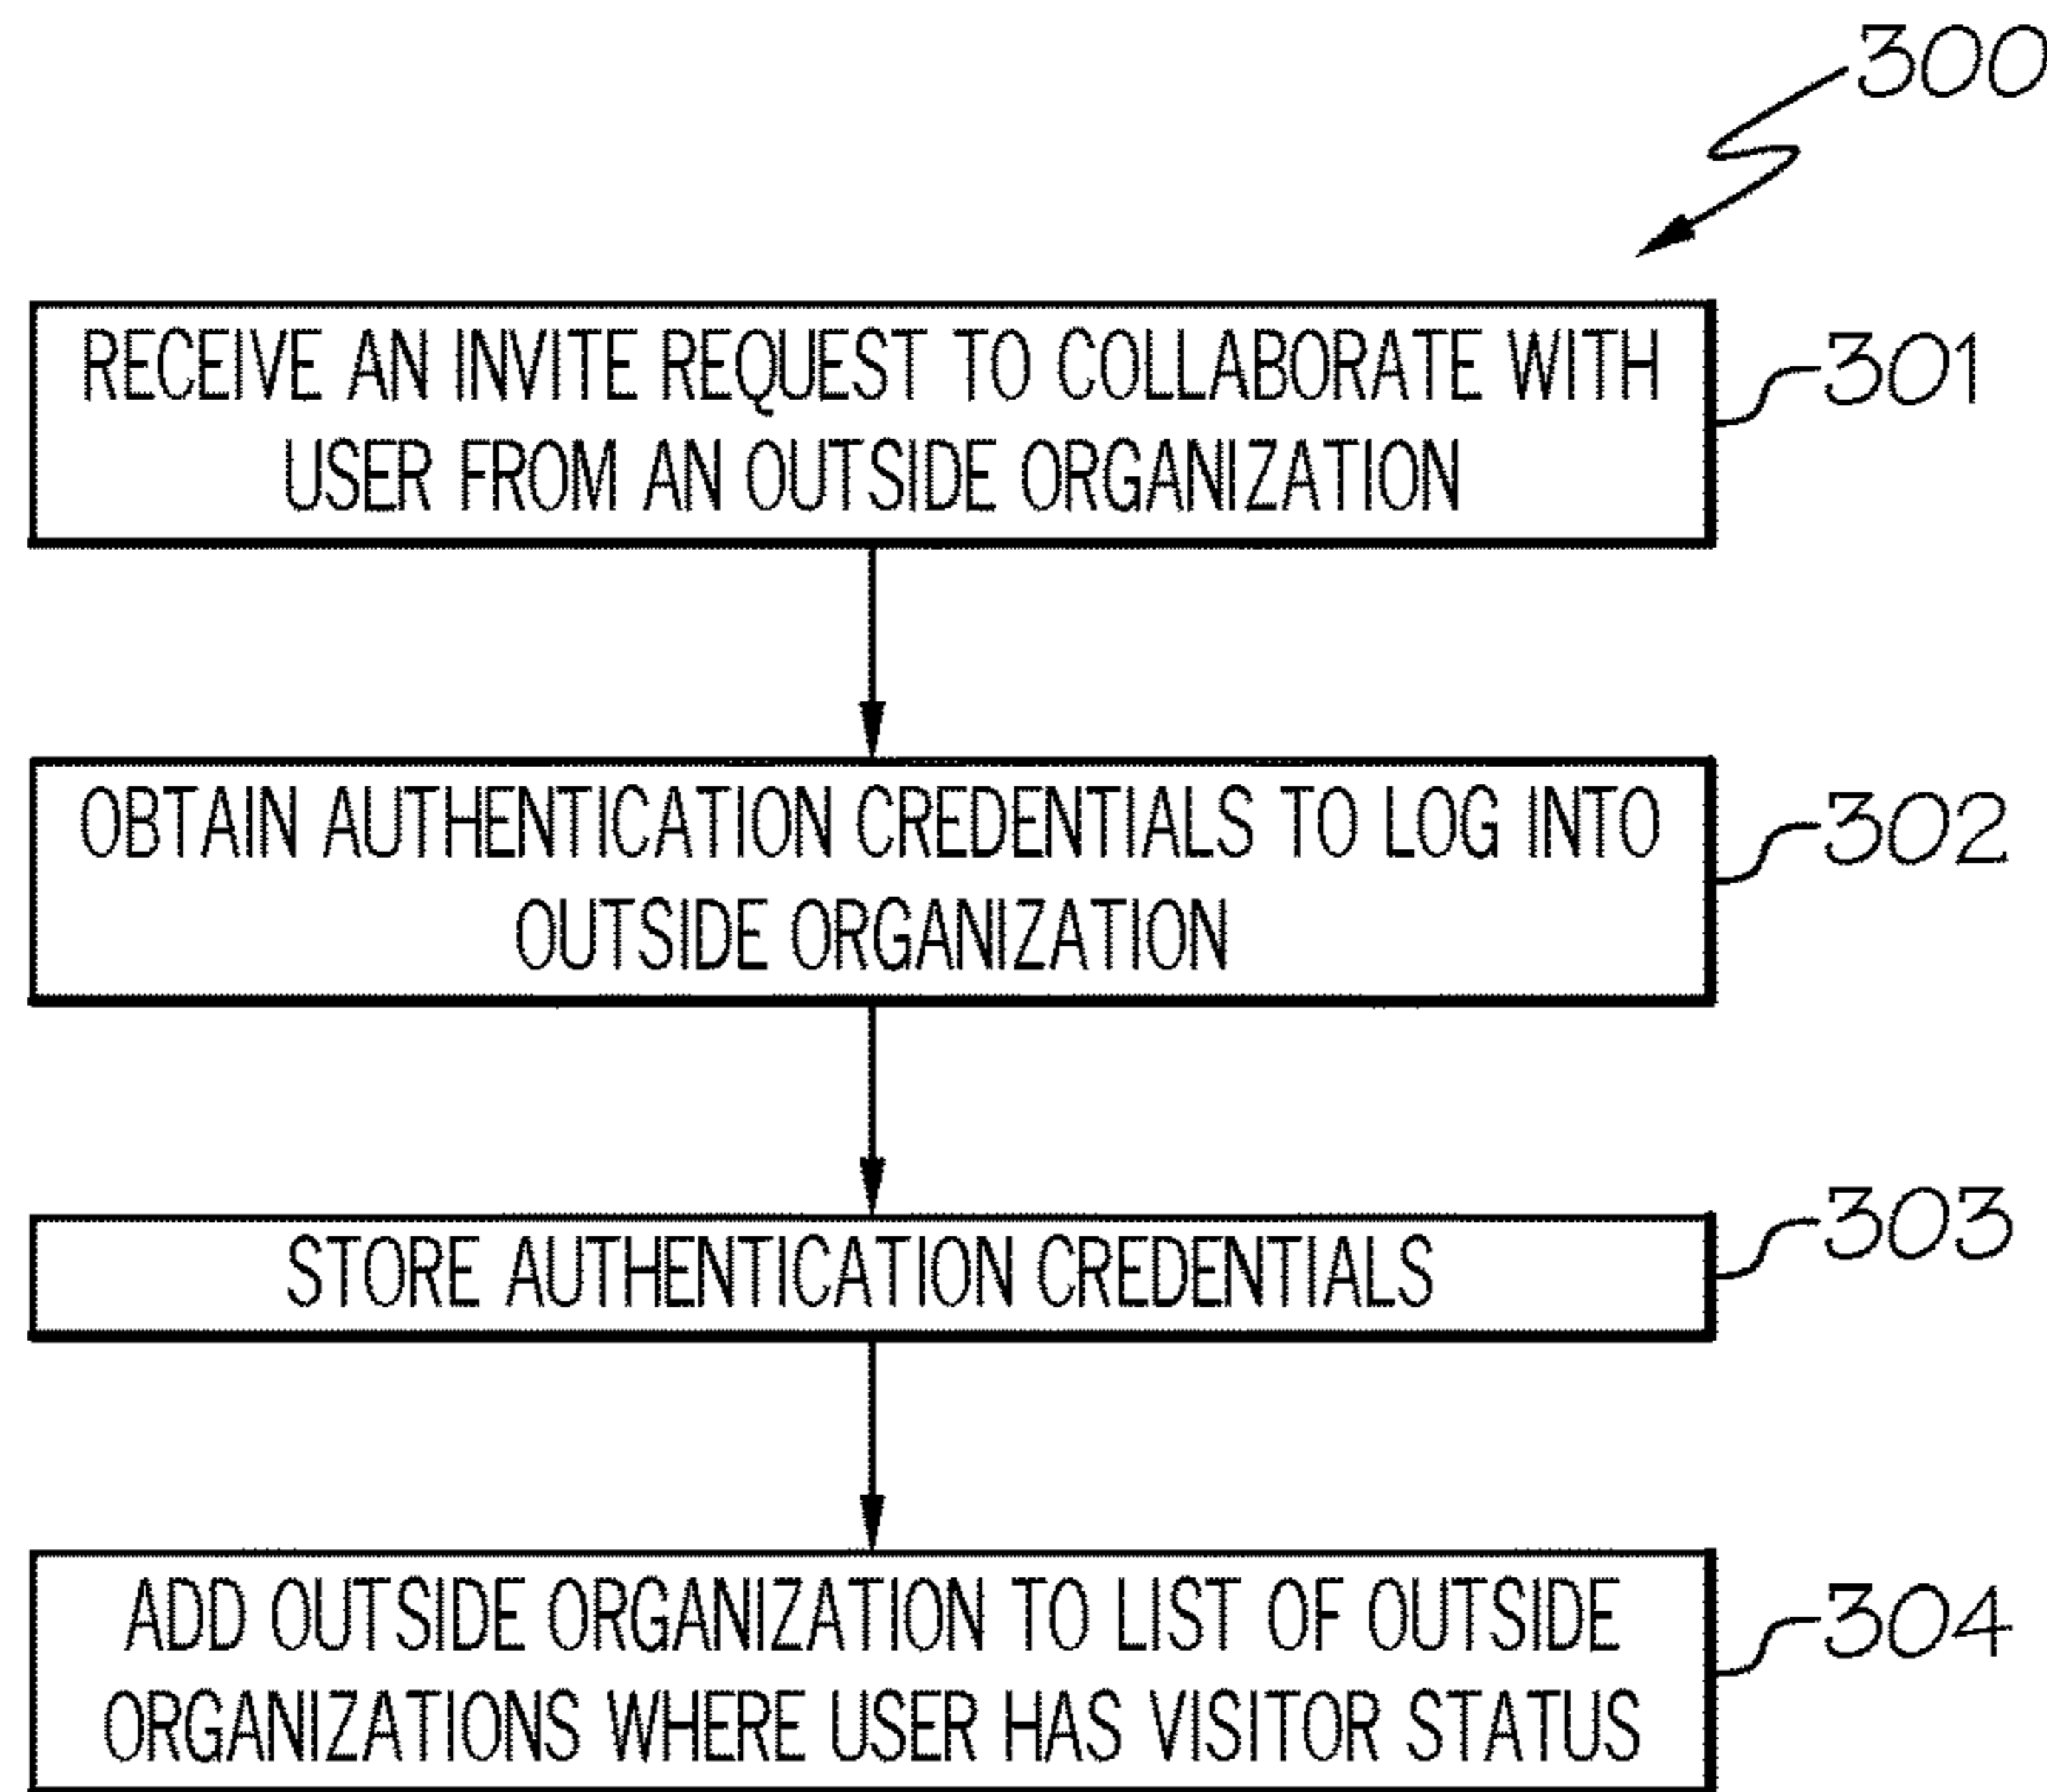 300
RECEIVE AN INVITE REQUEST TO COLLABORATE WITH
USER FROM AN OUTSIDE ORGANIZATION
301
OBTAIN AUTHENTICATION CREDENTIALS TO LOG INTO
OUTSIDE ORGANIZATION
302
STORE AUTHENTICATION CREDENTIALS
303
ADD OUTSIDE ORGANIZATION TO LIST OF OUTSIDE
ORGANIZATIONS WHERE USER HAS VISITOR STATUS
304